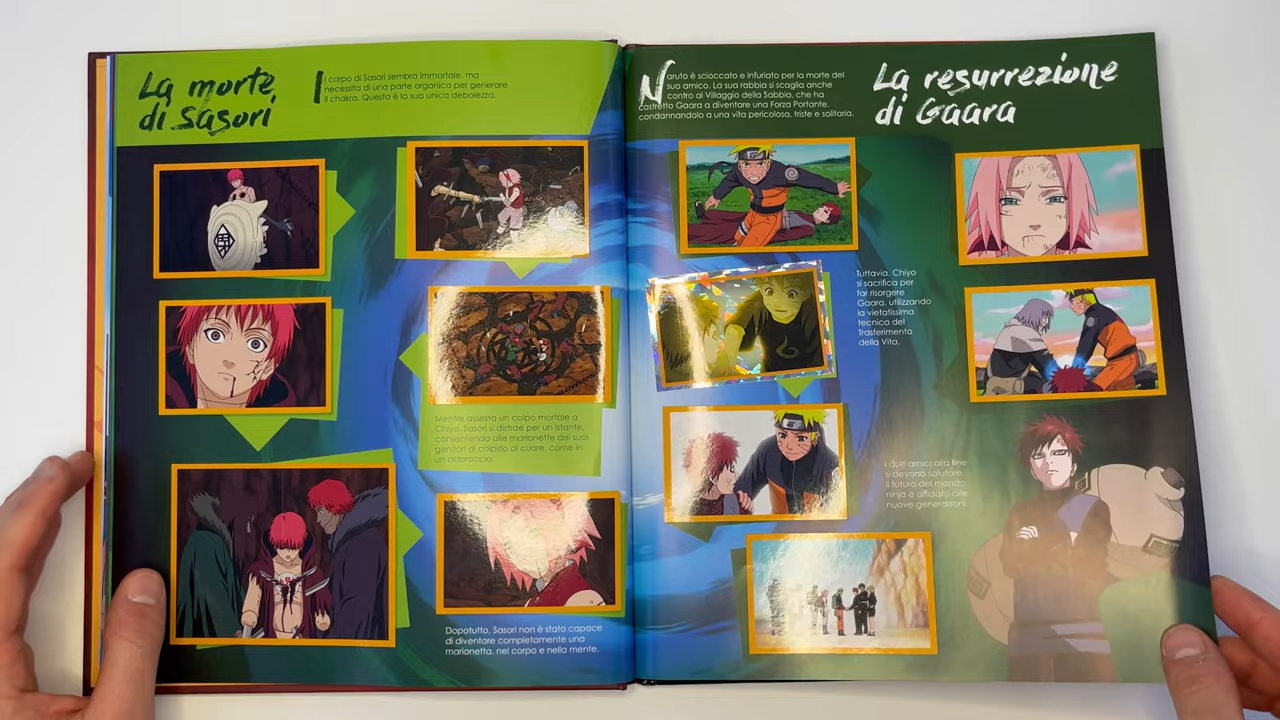 La morte
di Sasori
Il corpo di Sasori sembra immortale, ma
necessita di una parte organica per generare
il chakra. Questa è la sua unica debolezza.
Mentre assesta un colpo mortale a
Chiyo, Sasori si distrae per un istante,
consentendo alle marionette dei suoi
genitori di colpirlo al cuore, come in
un abbraccio.
Dopotutto, Sasori non è stato capace
di diventare completamente una
marionetta, nel corpo e nella mente.
Naruto è scioccato e infuriato per la morte del
suo amico. La sua rabbia si scaglia anche
contro al Villaggio della Sabbia, che ha
costretto Gaara a diventare una Forza Portante,
condannandolo a una vita pericolosa, triste e solitaria.
La resurrezione
di Gaara
Tuttavia, Chiyo
si sacrifica per
far risorgere
Gaara, utilizzando
la vietatissima
tecnica del
Trasferimento
della Vita.
I due amici alla fine
si devono salutare.
Il futuro del mondo
ninja è affidato alle
nuove generazioni.